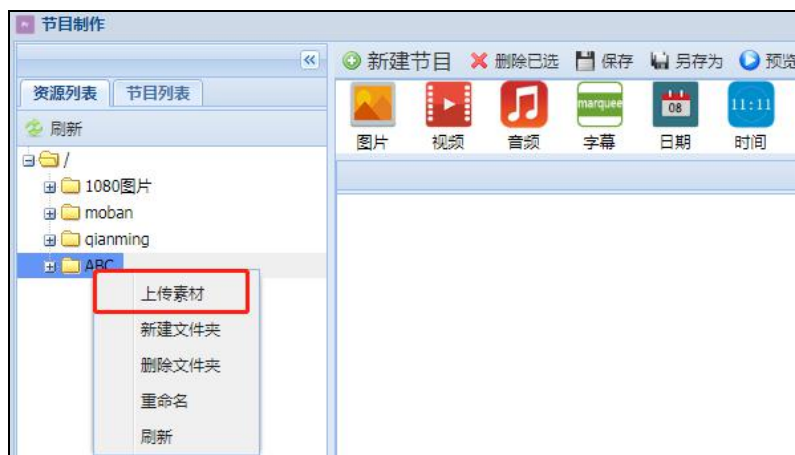 节目制作
新建节目 删除已选 保存 另存为 预览
资源列表 节目列表
marquee 08 11:11
刷新
图片 视频 音频 字幕 日期 时间
/
1080图片
moban
qianming
ABC
上传素材
新建文件夹
删除文件夹
重命名
刷新